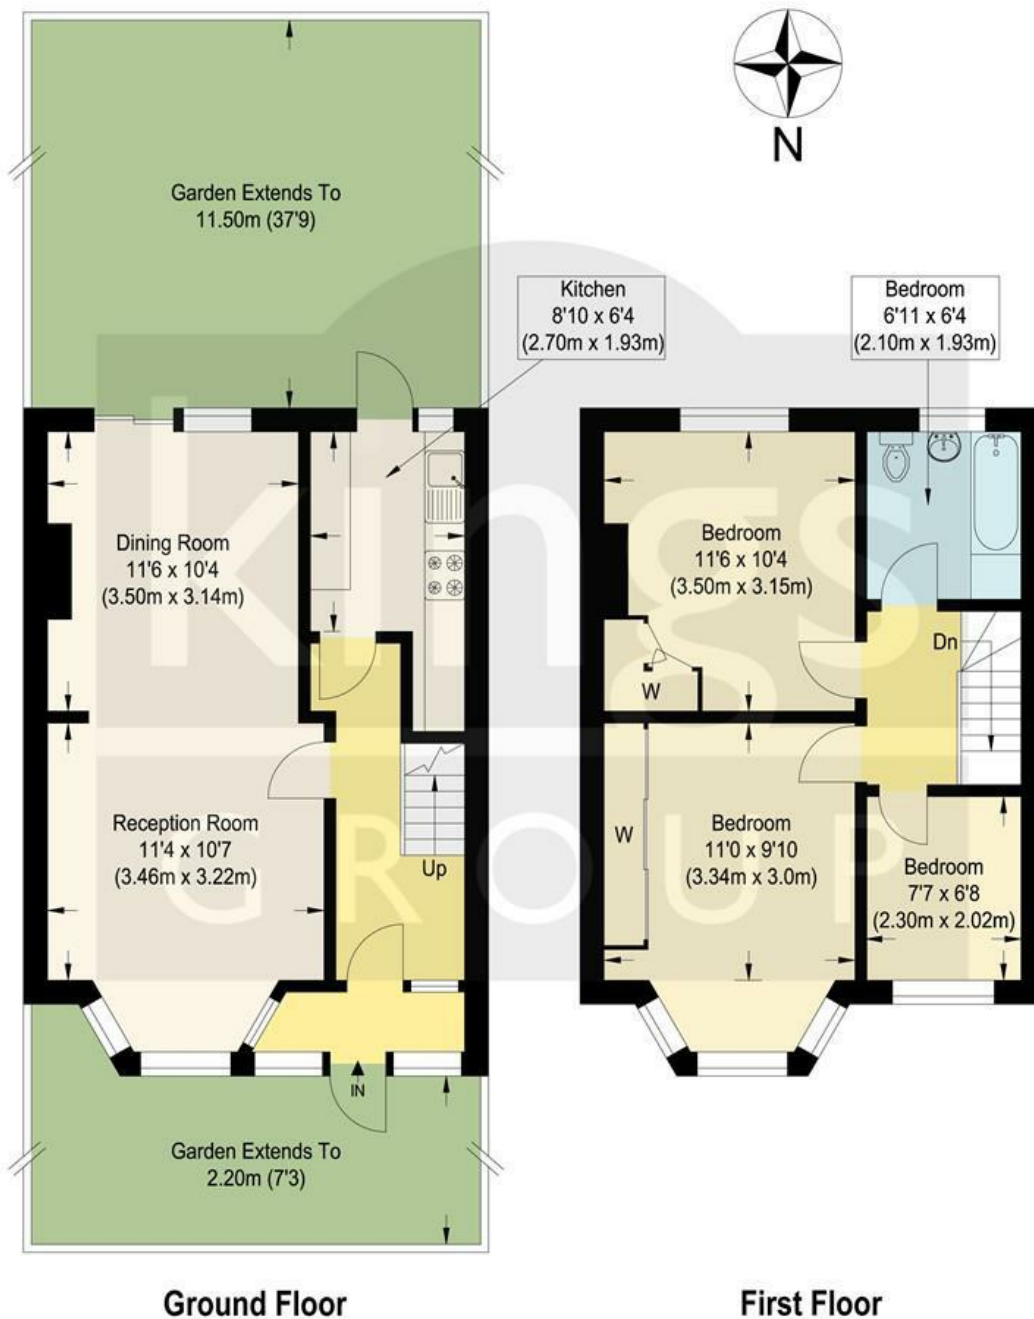 N
Garden Extends To
11.50m (37'9)
Kitchen
8'10 x 6'4
(2.70m x 1.93m)
Bedroom
6'11 x 6'4
(2.10m x 1.93m)
Dining Room
11'6 x 10'4
(3.50m x 3.14m)
Bedroom
11'6 x 10'4
(3.50m x 3.15m)
Dn
W
kings
GROUP
Reception Room
11'4 x 10'7
(3.46m x 3.22m)
Up
W
Bedroom
11'0 x 9'10
(3.34m x 3.0m)
Bedroom
7'7 x 6'8
(2.30m x 2.02m)
IN
Garden Extends To
2.20m (7'3)
Ground Floor
First Floor